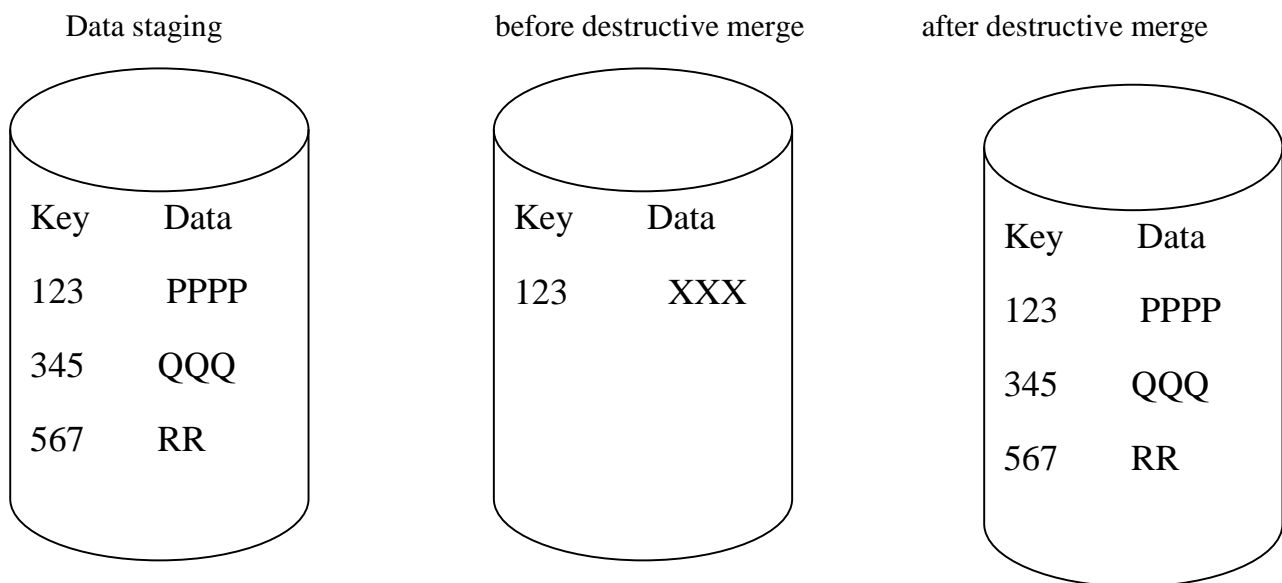 Data staging
before destructive merge
after destructive merge
Key Data
123 PPPP
345 QQQ
567 RR
Key Data
123 XXX
Key Data
123 PPPP
345 QQQ
567 RR